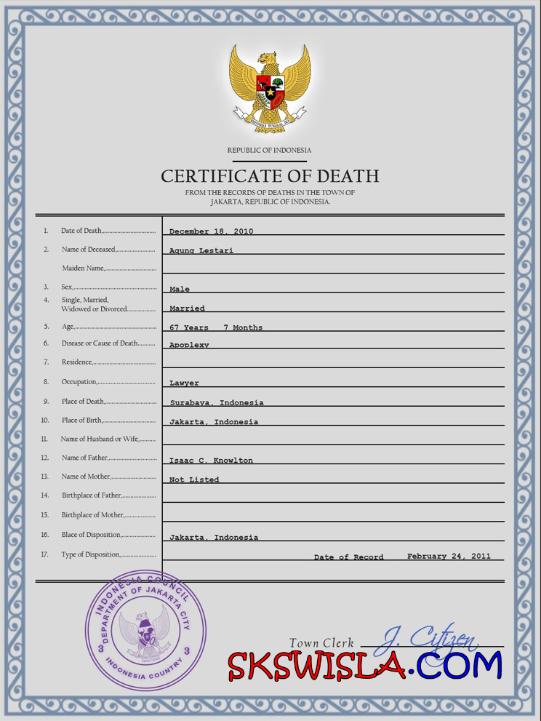 REPUBLIC OF INDONESIA
CERTIFICATE OF DEATH
FROM THE RECORDS OF DEATHS IN THE TOWN OF
JAKARTA, REPUBLIC OF INDONESIA.
1. Date of Death, December 18, 2010
2. Name of Deceased, Agung Lestari
Maiden Name,
3. Sex, Male
4. Single, Married,
Widowed or Divorced Married
5. Age, 67 Years 7 Months
6. Disease or Cause of Death Apoplexy
7. Residence,
8. Occupation, Lawyer
9. Place of Death, Surabaya, Indonesia
10. Place of Birth, Jakarta, Indonesia
11. Name of Husband or Wife,
12. Name of Father, Isaac C. Knowlton
13. Name of Mother, Not Listed
14. Birthplace of Father,
15. Birthplace of Mother,
16. Blace of Disposition, Jakarta, Indonesia
17. Type of Disposition, Date of Record February 24, 2011
INDONESIA COUNCIL
DEPARTMENT OF JAKARTA CITY
3 3
INDONESIA COUNTRY
Town Clerk J. Citizen
SKSWISLA.COM